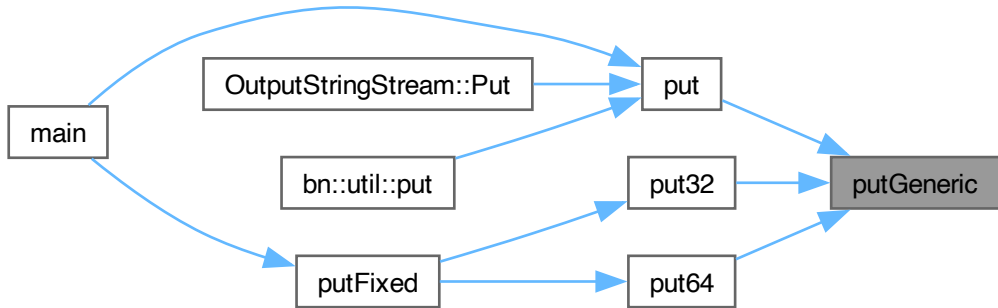 OutputStringStream::Put
put
main
bn::util::put
put32
putGeneric
putFixed
put64